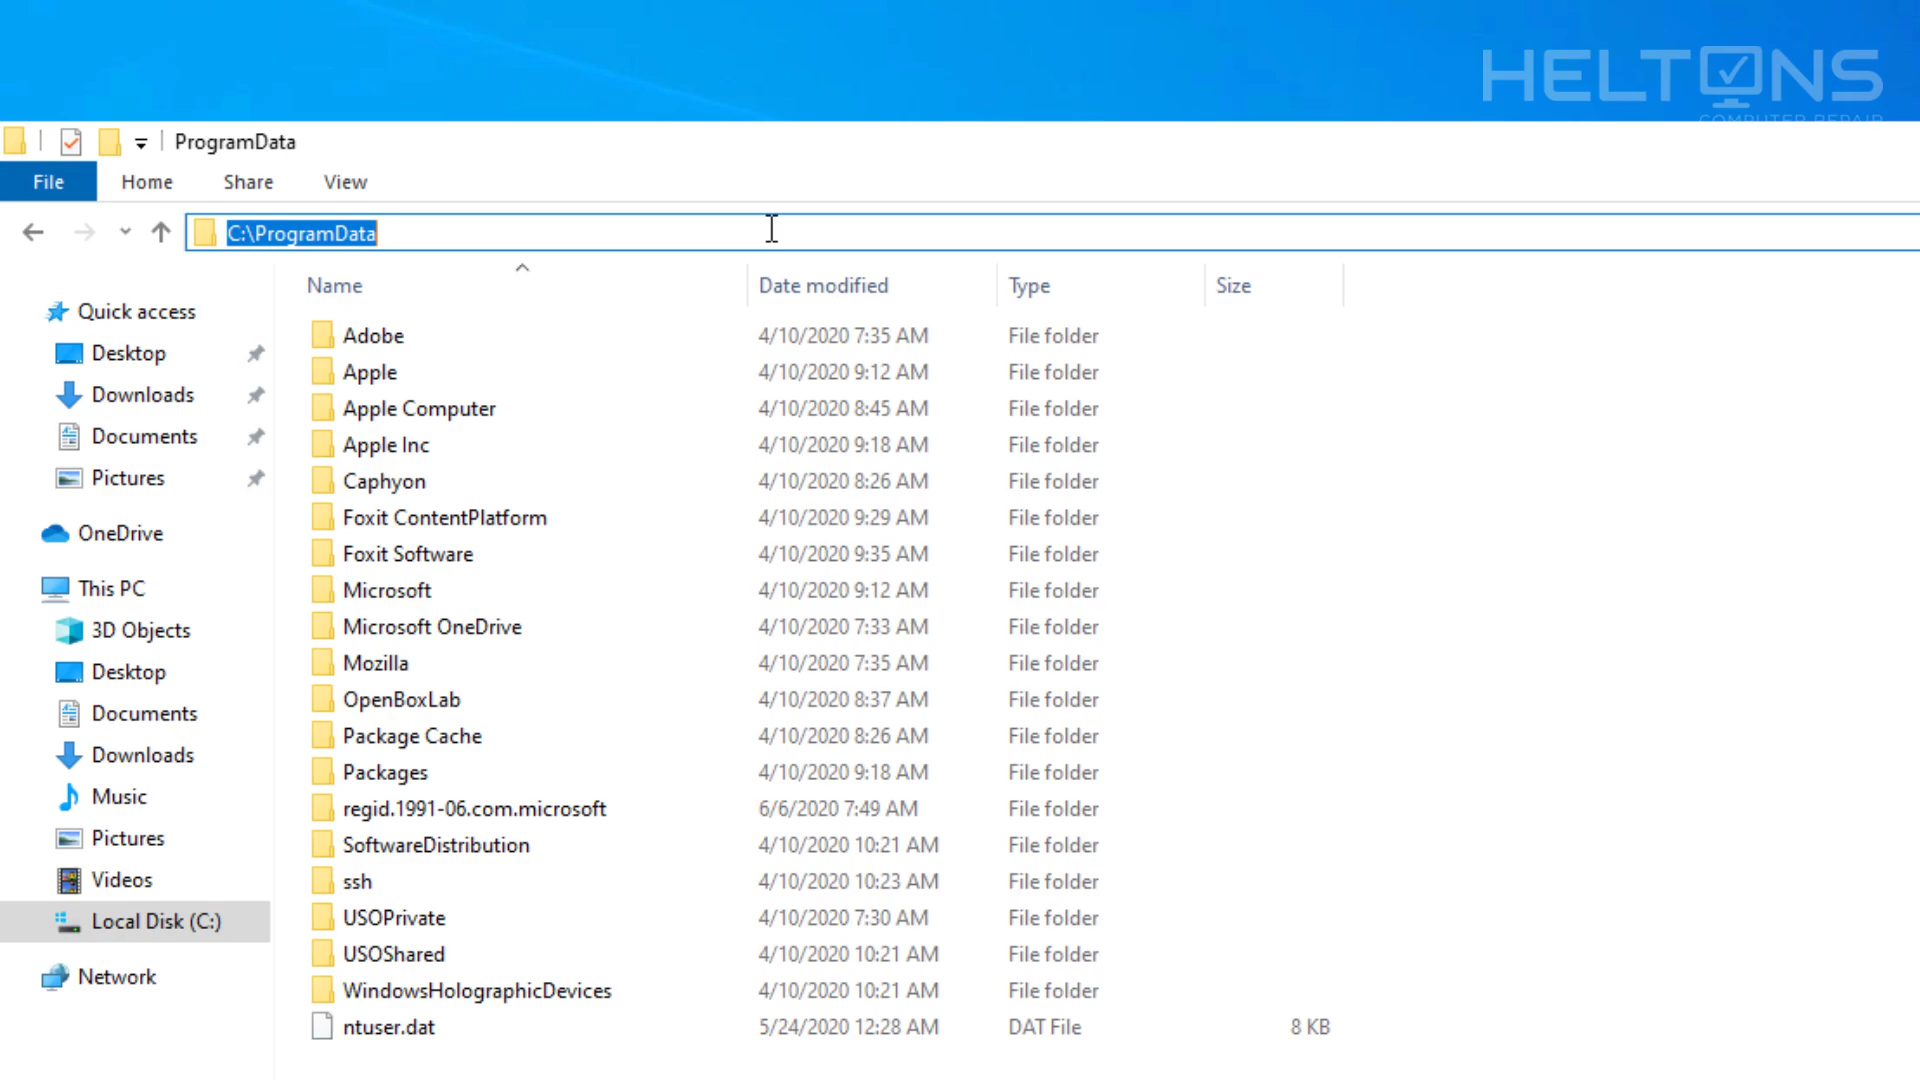 HELTONS
COMPUTER REPAIR
ProgramData
File Home Share View
C:\ProgramData
Name Date modified Type Size
Quick access
Desktop
Downloads
Documents
Pictures
OneDrive
This PC
3D Objects
Desktop
Documents
Downloads
Music
Pictures
Videos
Local Disk (C:)
Network
Adobe 4/10/2020 7:35 AM File folder
Apple 4/10/2020 9:12 AM File folder
Apple Computer 4/10/2020 8:45 AM File folder
Apple Inc 4/10/2020 9:18 AM File folder
Caphyon 4/10/2020 8:26 AM File folder
Foxit ContentPlatform 4/10/2020 9:29 AM File folder
Foxit Software 4/10/2020 9:35 AM File folder
Microsoft 4/10/2020 9:12 AM File folder
Microsoft OneDrive 4/10/2020 7:33 AM File folder
Mozilla 4/10/2020 7:35 AM File folder
OpenBoxLab 4/10/2020 8:37 AM File folder
Package Cache 4/10/2020 8:26 AM File folder
Packages 4/10/2020 9:18 AM File folder
regid.1991-06.com.microsoft 6/6/2020 7:49 AM File folder
SoftwareDistribution 4/10/2020 10:21 AM File folder
ssh 4/10/2020 10:23 AM File folder
USOPrivate 4/10/2020 7:30 AM File folder
USOShared 4/10/2020 10:21 AM File folder
WindowsHolographicDevices 4/10/2020 10:21 AM File folder
ntuser.dat 5/24/2020 12:28 AM DAT File 8 KB